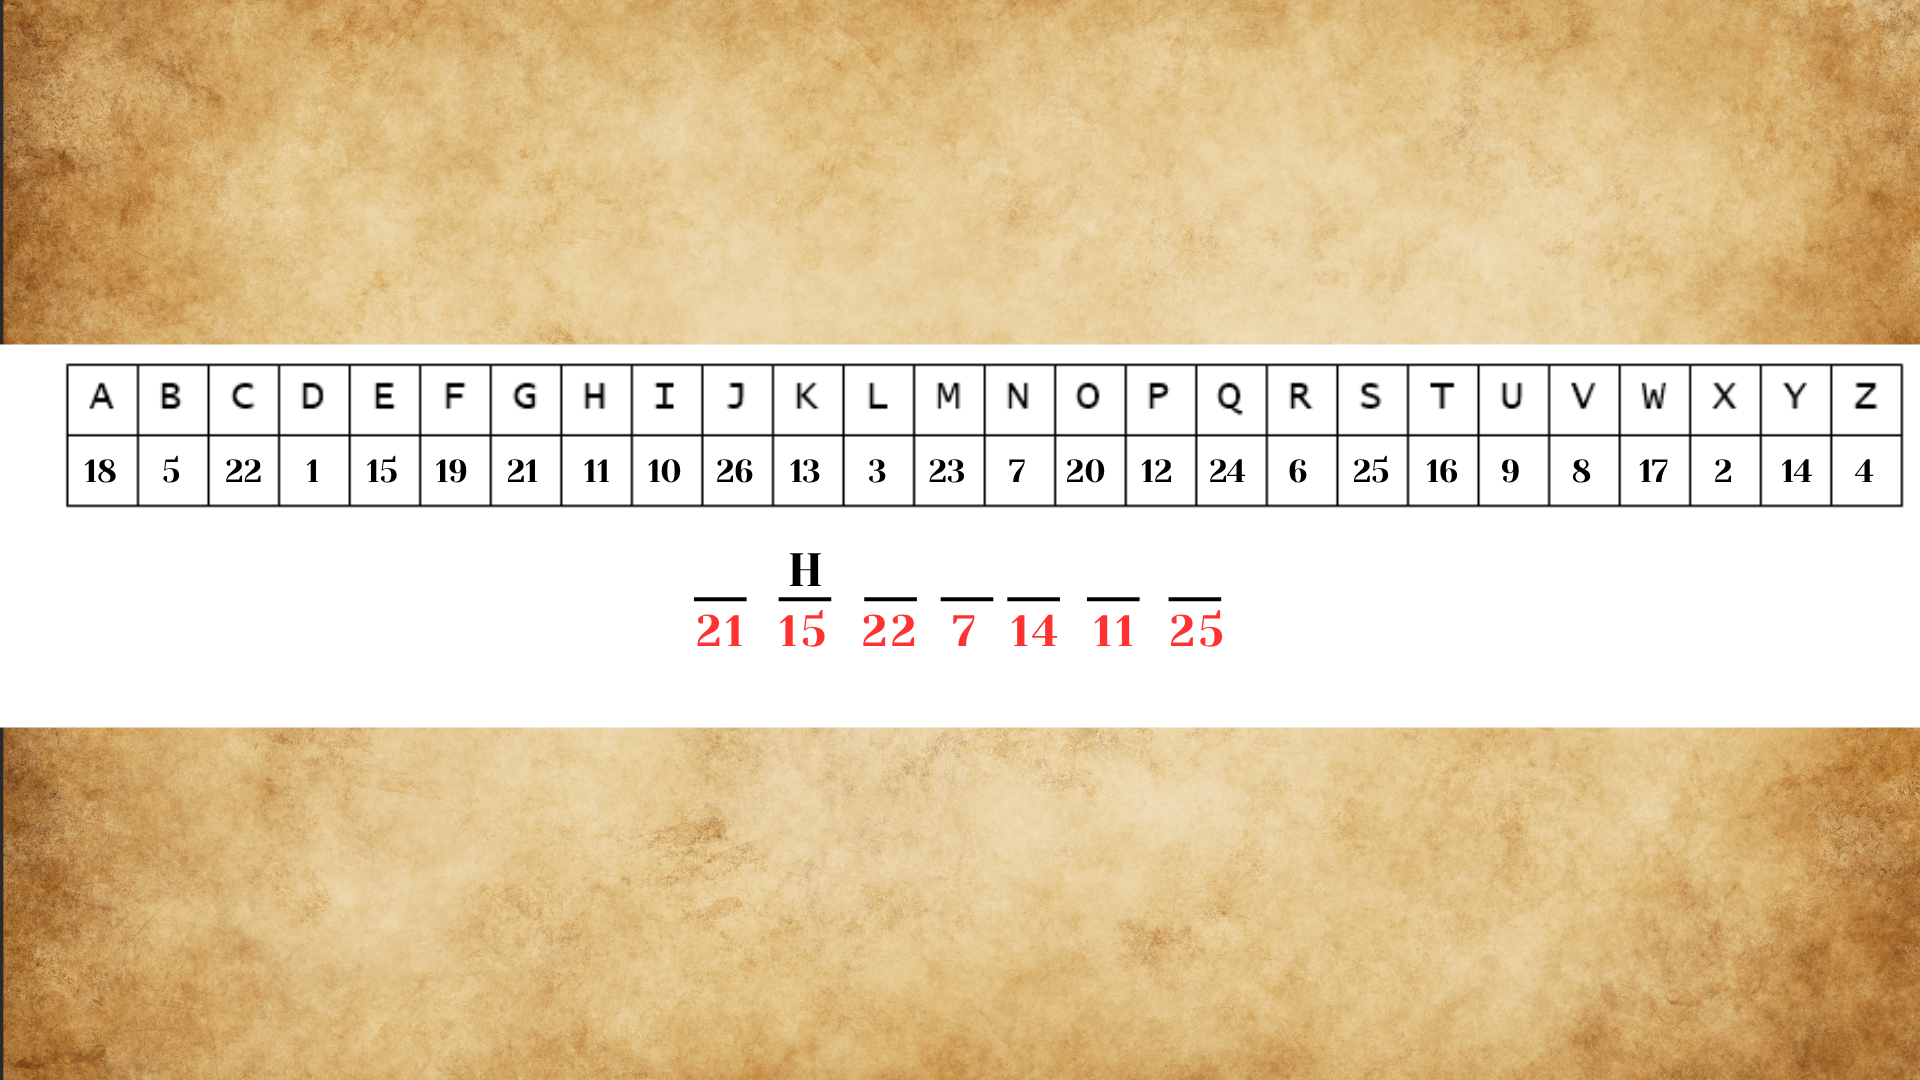 A B C D E F G H I J K L M N O P Q R S T U V W X Y Z
18 5 22 1 15 19 21 11 10 26 13 3 23 7 20 12 24 6 25 16 9 8 17 2 14 4
H
21 15 22 7 14 11 25